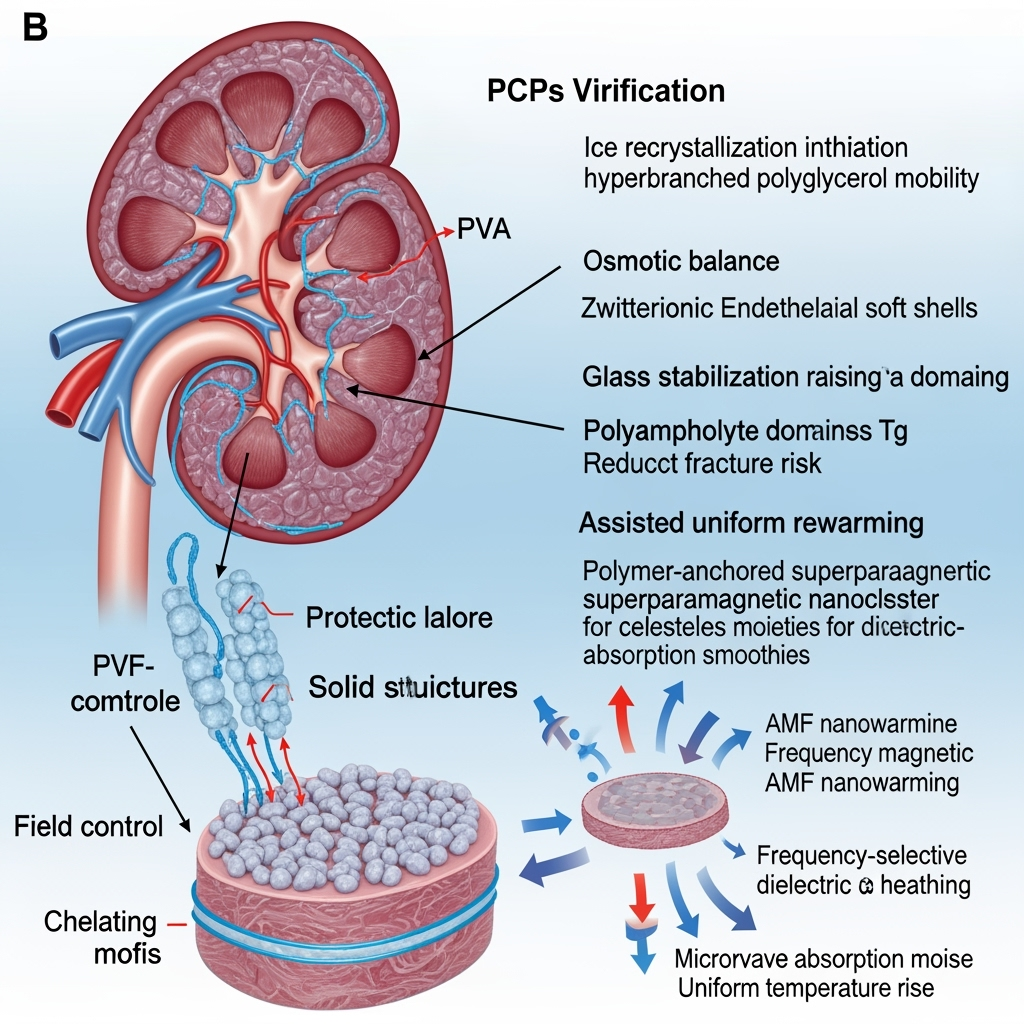 B
PCPs Virification
Ice recrystallization inthiation
hyperbranched polyglycerol mobility
PVA
Osmotic balance
Zwitterionic Endethelaial soft shells
Glass stabilization raising a domaing
Polyampholyte domainss Tg
Reducct fracture risk
Assisted uniform rewarming
Polymer-anchored superparaagnertic
superparamagnetic nanoclsster
for celesteles moieties for
absorption smoothies
Protectic lalore
PVF-
comtrole
Solid
AMF nanowarmine
Frequency magnetic
AMF nanowarming
Field control
Frequency-selective
dielectric heathing
Chelating
mofis
Microrvave absorption moise
Uniform temperature rise